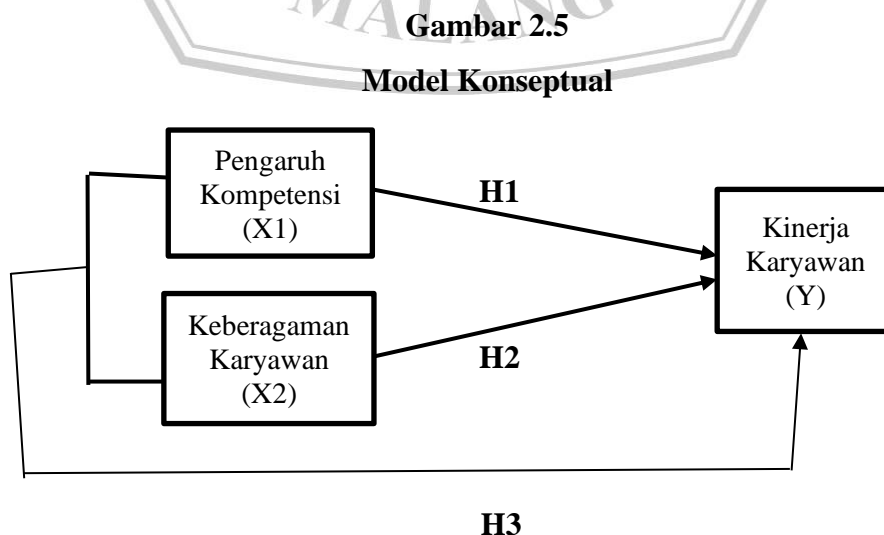 MALANG
Gambar 2.5
Model Konseptual
Pengaruh
Kompetensi
(X1)
H1
Kinerja
Karyawan
(Y)
Keberagaman
Karyawan
(X2)
H2
H3